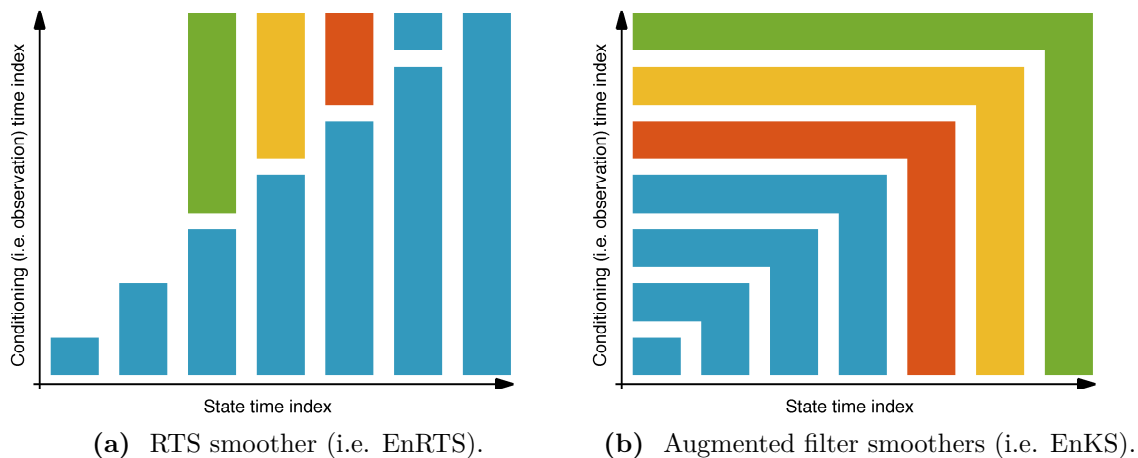 Conditioning (i.e. observation) time index
State time index
(a) RTS smoother (i.e. EnRTS).
Conditioning (i.e. observation) time index
State time index
(b) Augmented filter smoothers (i.e. EnKS).